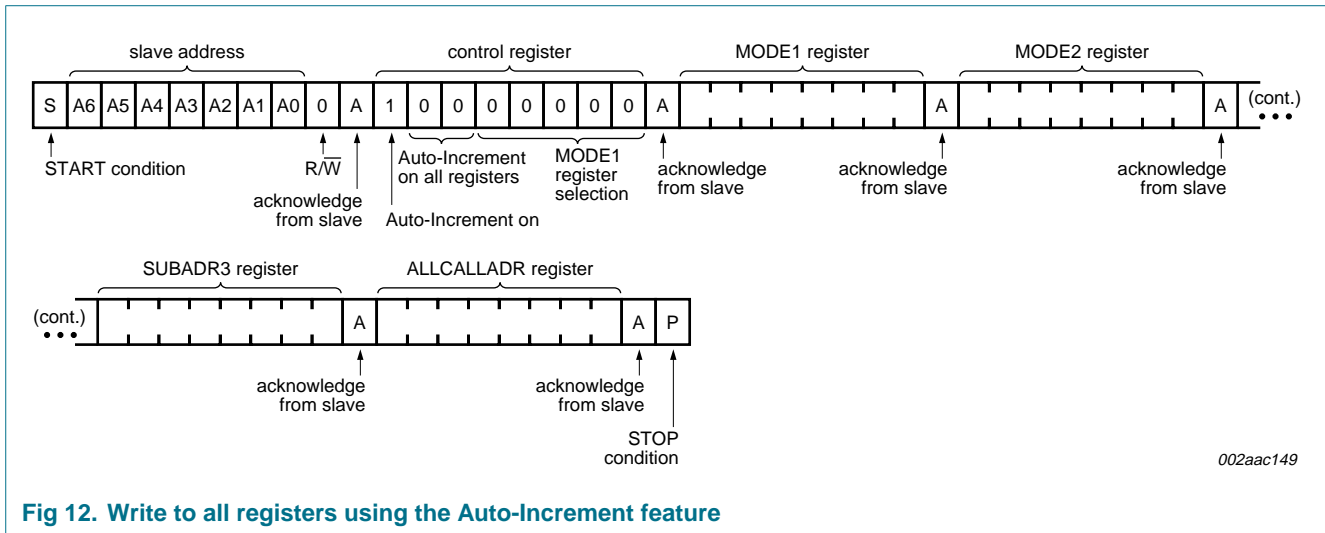 slave address control register MODE1 register MODE2 register
S A6 A5 A4 A3 A2 A1 A0 0 A 1 0 0 0 0 0 0 0 A A A (cont.)
START condition R/W̅ Auto-Increment on all registers MODE1 register selection acknowledge from slave acknowledge from slave acknowledge from slave
acknowledge from slave Auto-Increment on
SUBADR3 register ALLCALLADR register
(cont.) A A P
acknowledge from slave acknowledge from slave
STOP condition
002aac149
Fig 12. Write to all registers using the Auto-Increment feature